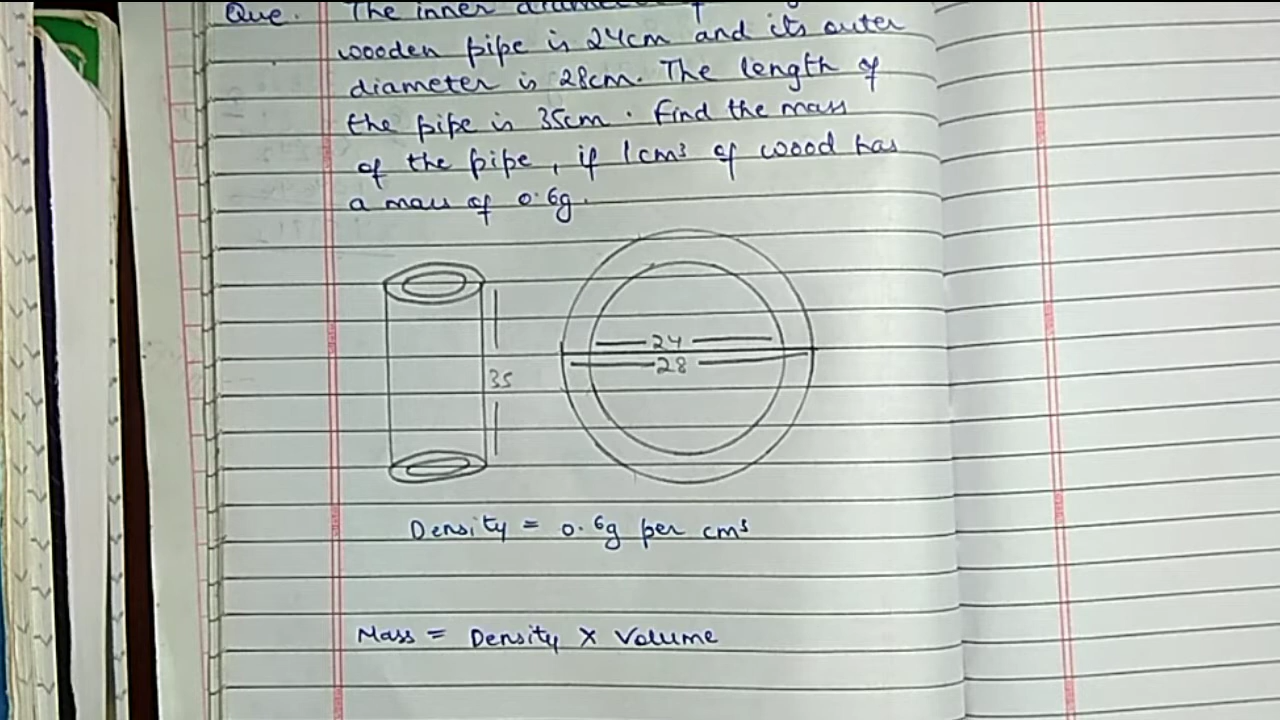 Que. The inner
wooden pipe is 24cm and its outer
diameter is 28cm. The length of
the pipe is 35cm. Find the mass
of the pipe, if 1cm³ of wood has
a mass of 0.6g.
24
28
35
Density = 0.6g per cm³
Mass = Density X Volume